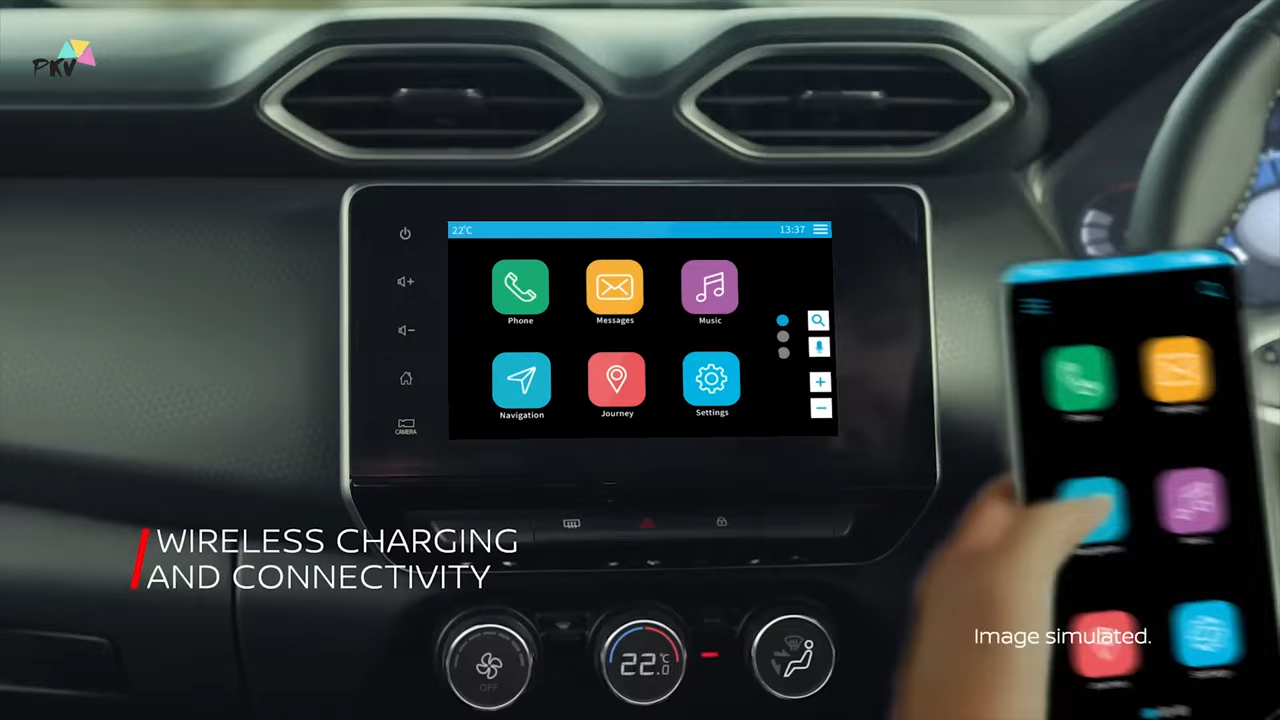 PKV
22°C
13:37
Phone
Messages
Music
Navigation
Journey
Settings
CAMERA
WIRELESS CHARGING
AND CONNECTIVITY
OFF
22.0
°C
Image simulated.